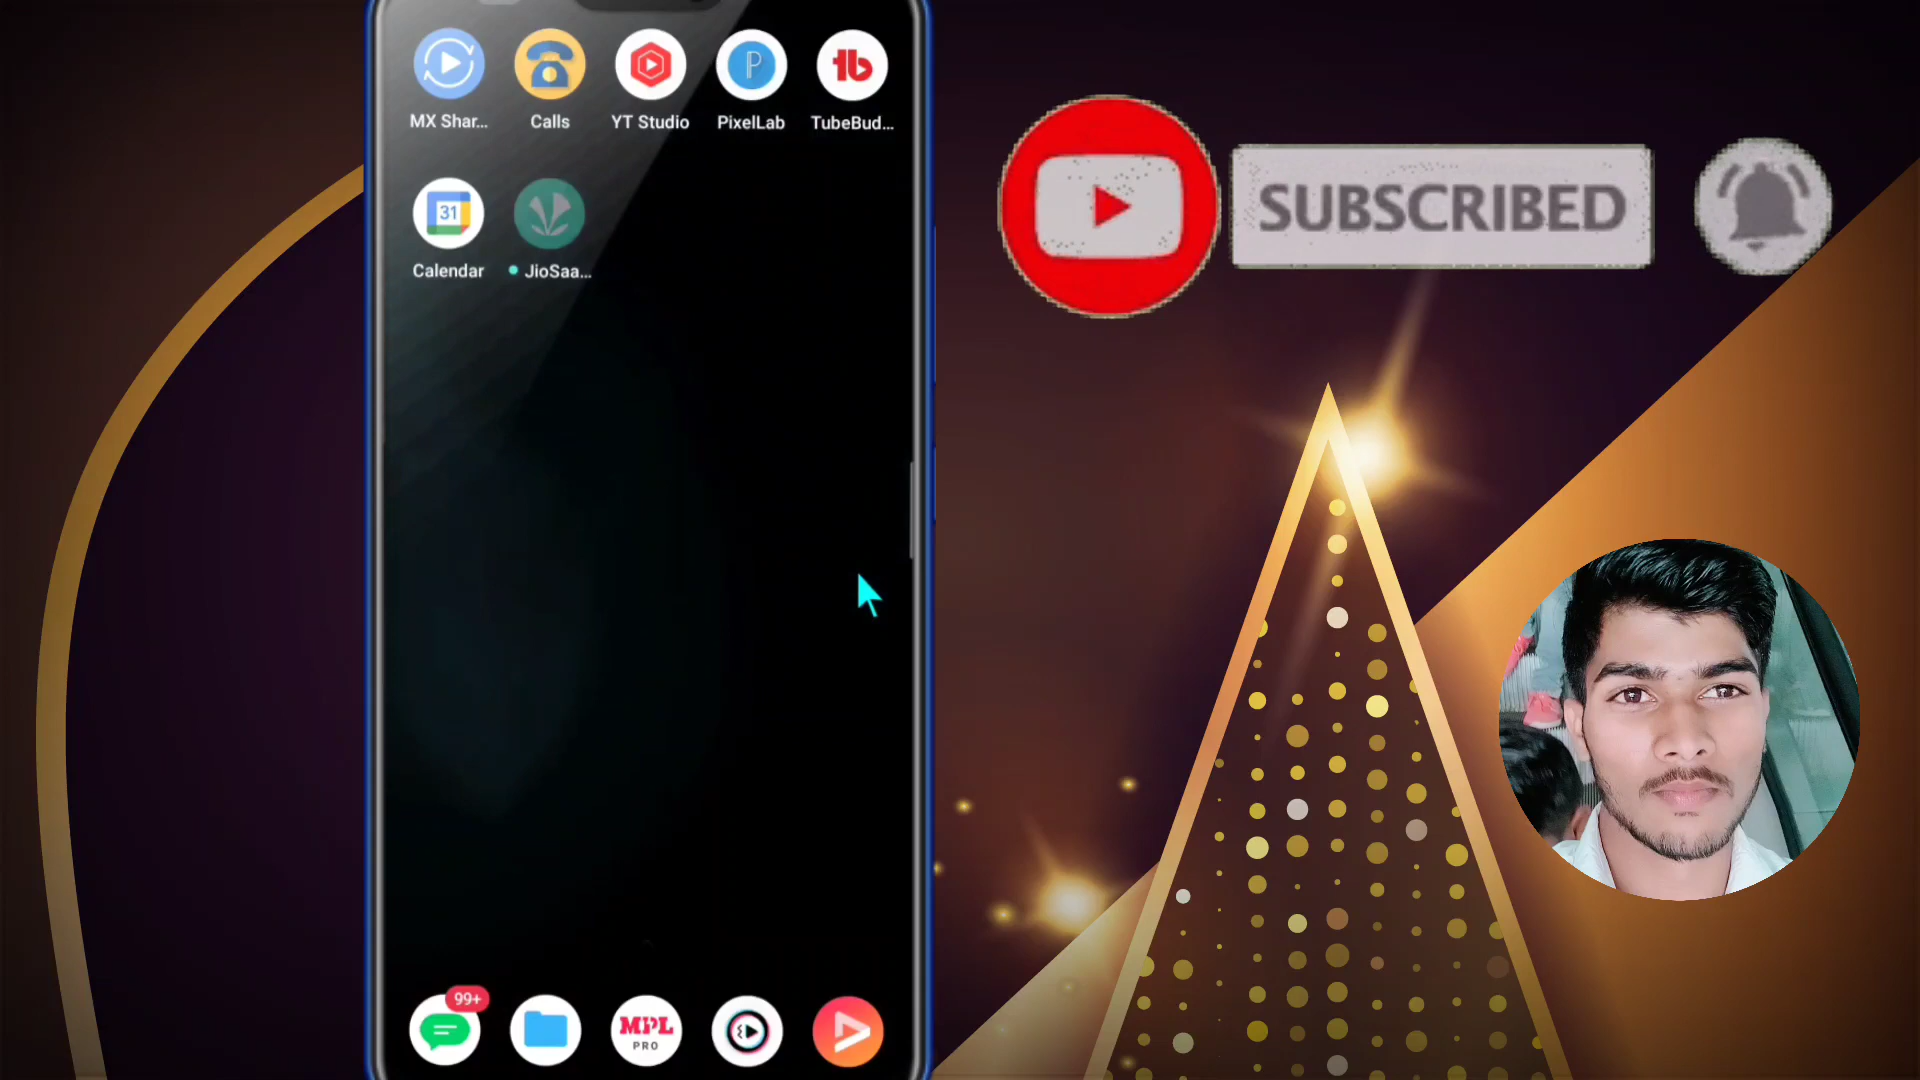 MX Shar...
Calls
YT Studio
PixelLab
TubeBud...
31
Calendar
JioSaa...
SUBSCRIBED
99+
MPL
PRO